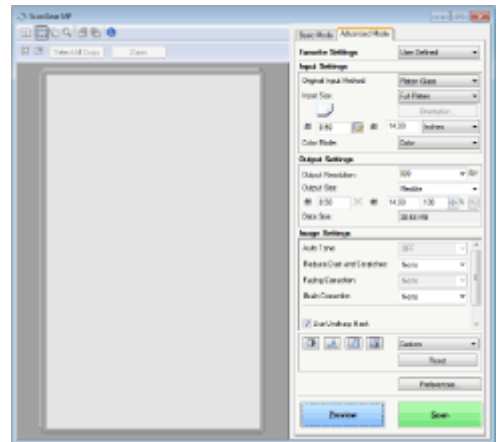 ScanGear MP
Basic Mode Advanced Mode
Select All Crops Zoom
Favorite Settings User Defined
Input Settings
Original Input Method: Platen Glass
Input Size: Full Platen
Orientation...
8.50 14.00 Inches
Color Mode: Color
Output Settings
Output Resolution: 300 dpi
Output Size: Flexible
8.50 14.00 100 %
Data Size:
Image Settings
Auto Tone OFF
Reduce Dust and Scratches None
Fading Correction None
Grain Correction None
Use Unsharp Mask
Custom
Reset
Preferences...
Preview Scan